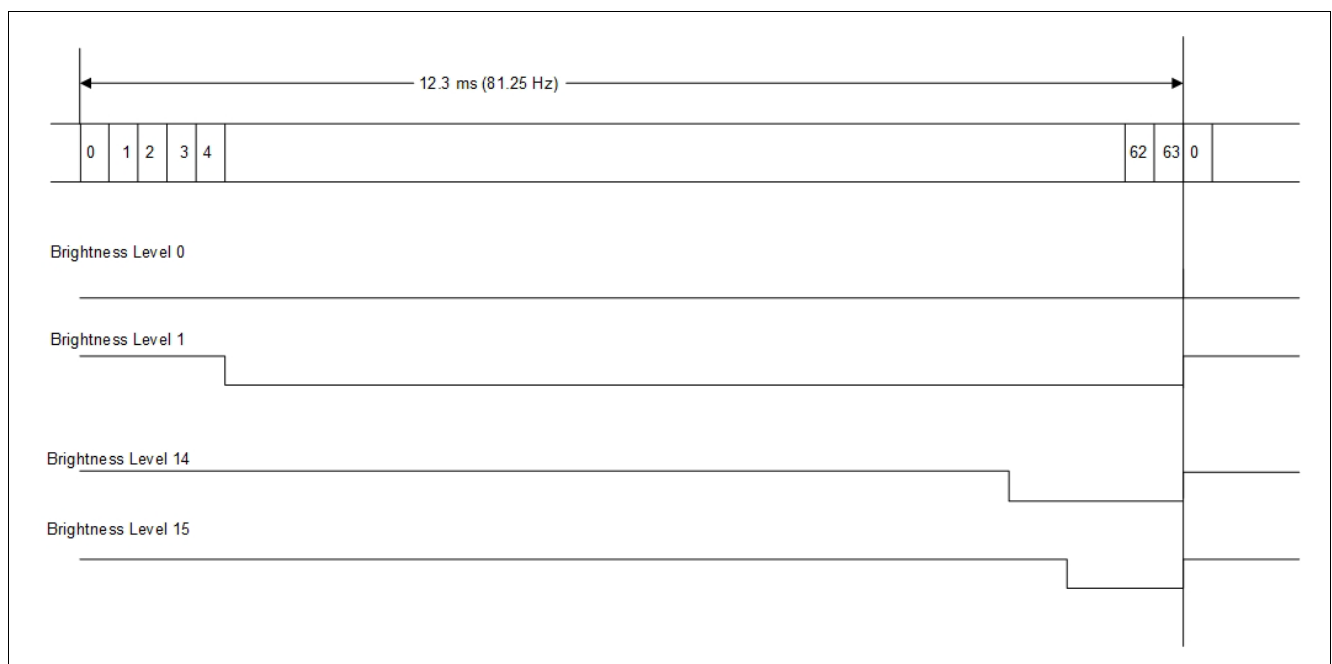 12.3 ms (81.25 Hz)
0 1 2 3 4 62 63 0
Brightness Level 0
Brightness Level 1
Brightness Level 14
Brightness Level 15